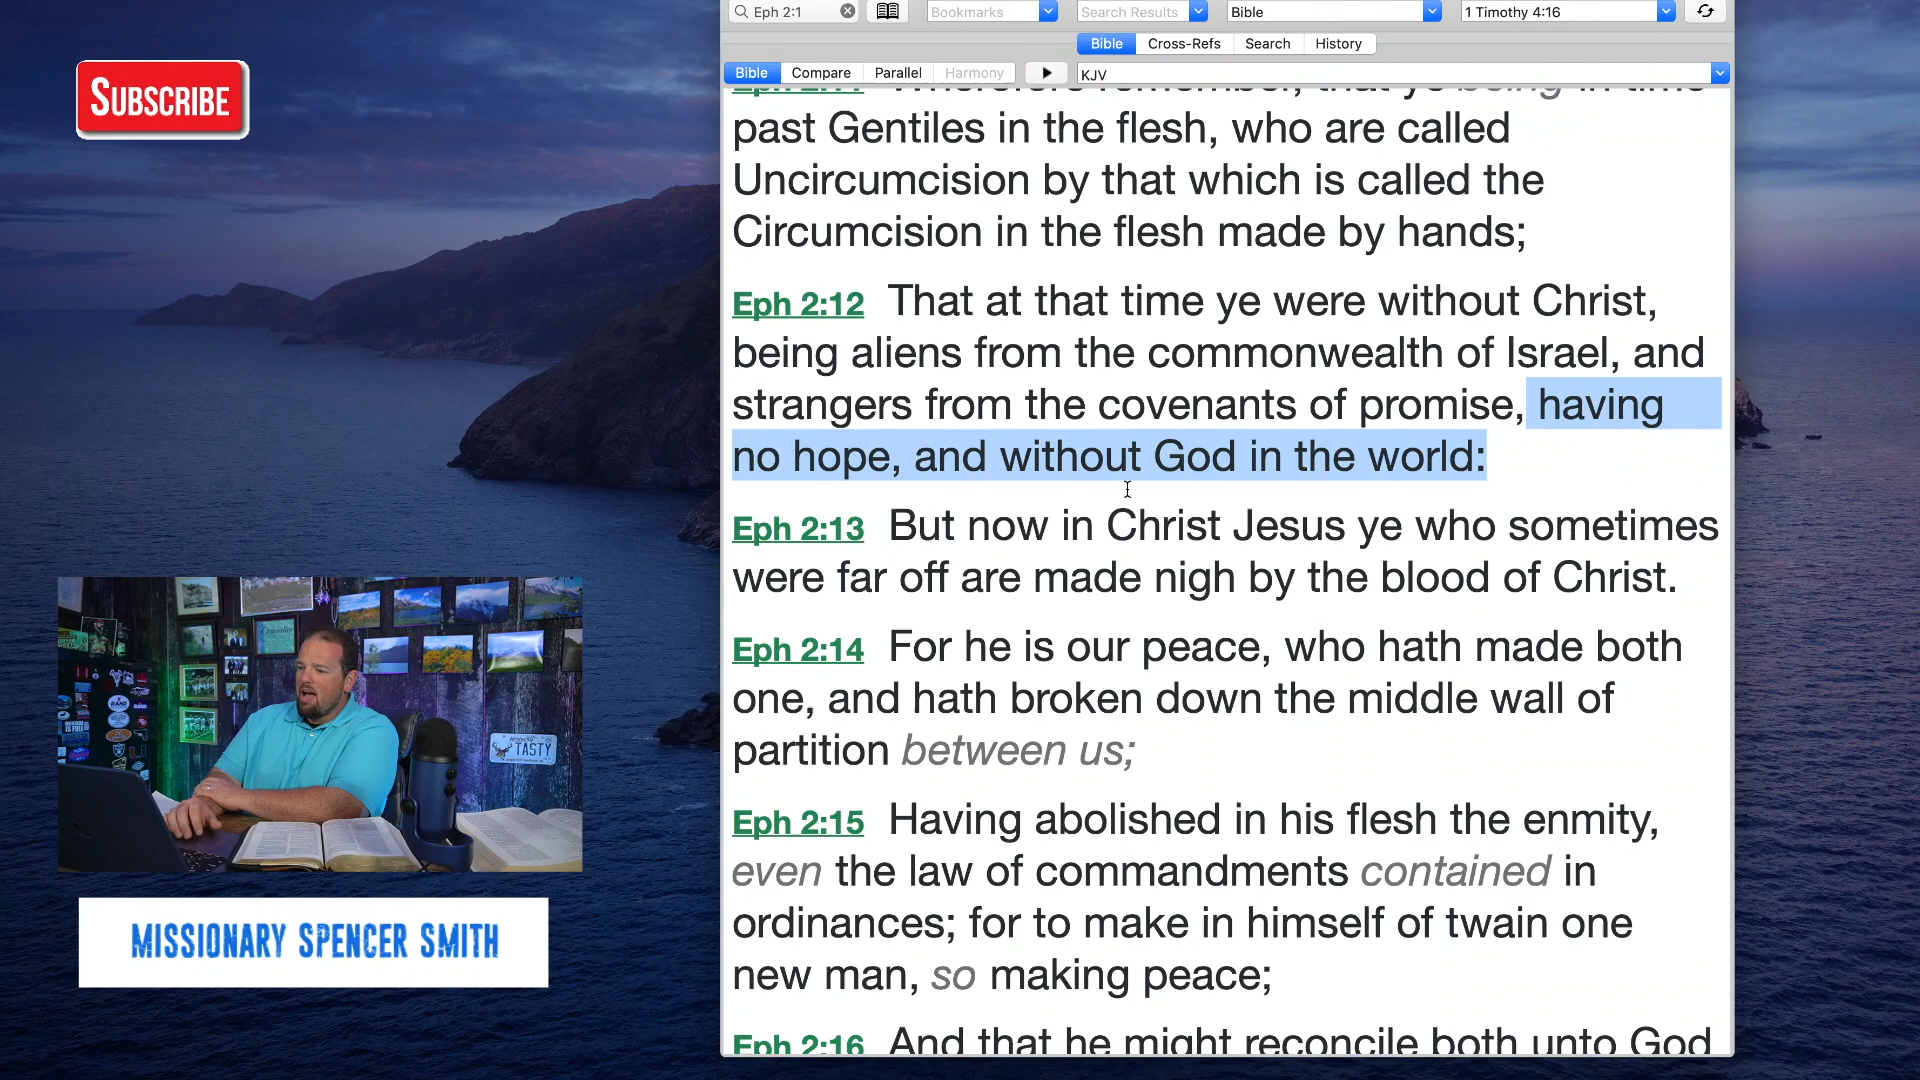 Eph 2:1
Bookmarks
Search Results
Bible
1 Timothy 4:16
Bible
Cross-Refs
Search
History
Bible
Compare
Parallel
Harmony
KJV
SUBSCRIBE
past Gentiles in the flesh, who are called
Uncircumcision by that which is called the
Circumcision in the flesh made by hands;
Eph 2:12 That at that time ye were without Christ,
being aliens from the commonwealth of Israel, and
strangers from the covenants of promise, having
no hope, and without God in the world:
Eph 2:13 But now in Christ Jesus ye who sometimes
were far off are made nigh by the blood of Christ.
Eph 2:14 For he is our peace, who hath made both
one, and hath broken down the middle wall of
partition between us;
Eph 2:15 Having abolished in his flesh the enmity,
even the law of commandments contained in
ordinances; for to make in himself of twain one
new man, so making peace;
Eph 2:16 And that he might reconcile both unto God
TASTY
MISSIONARY SPENCER SMITH